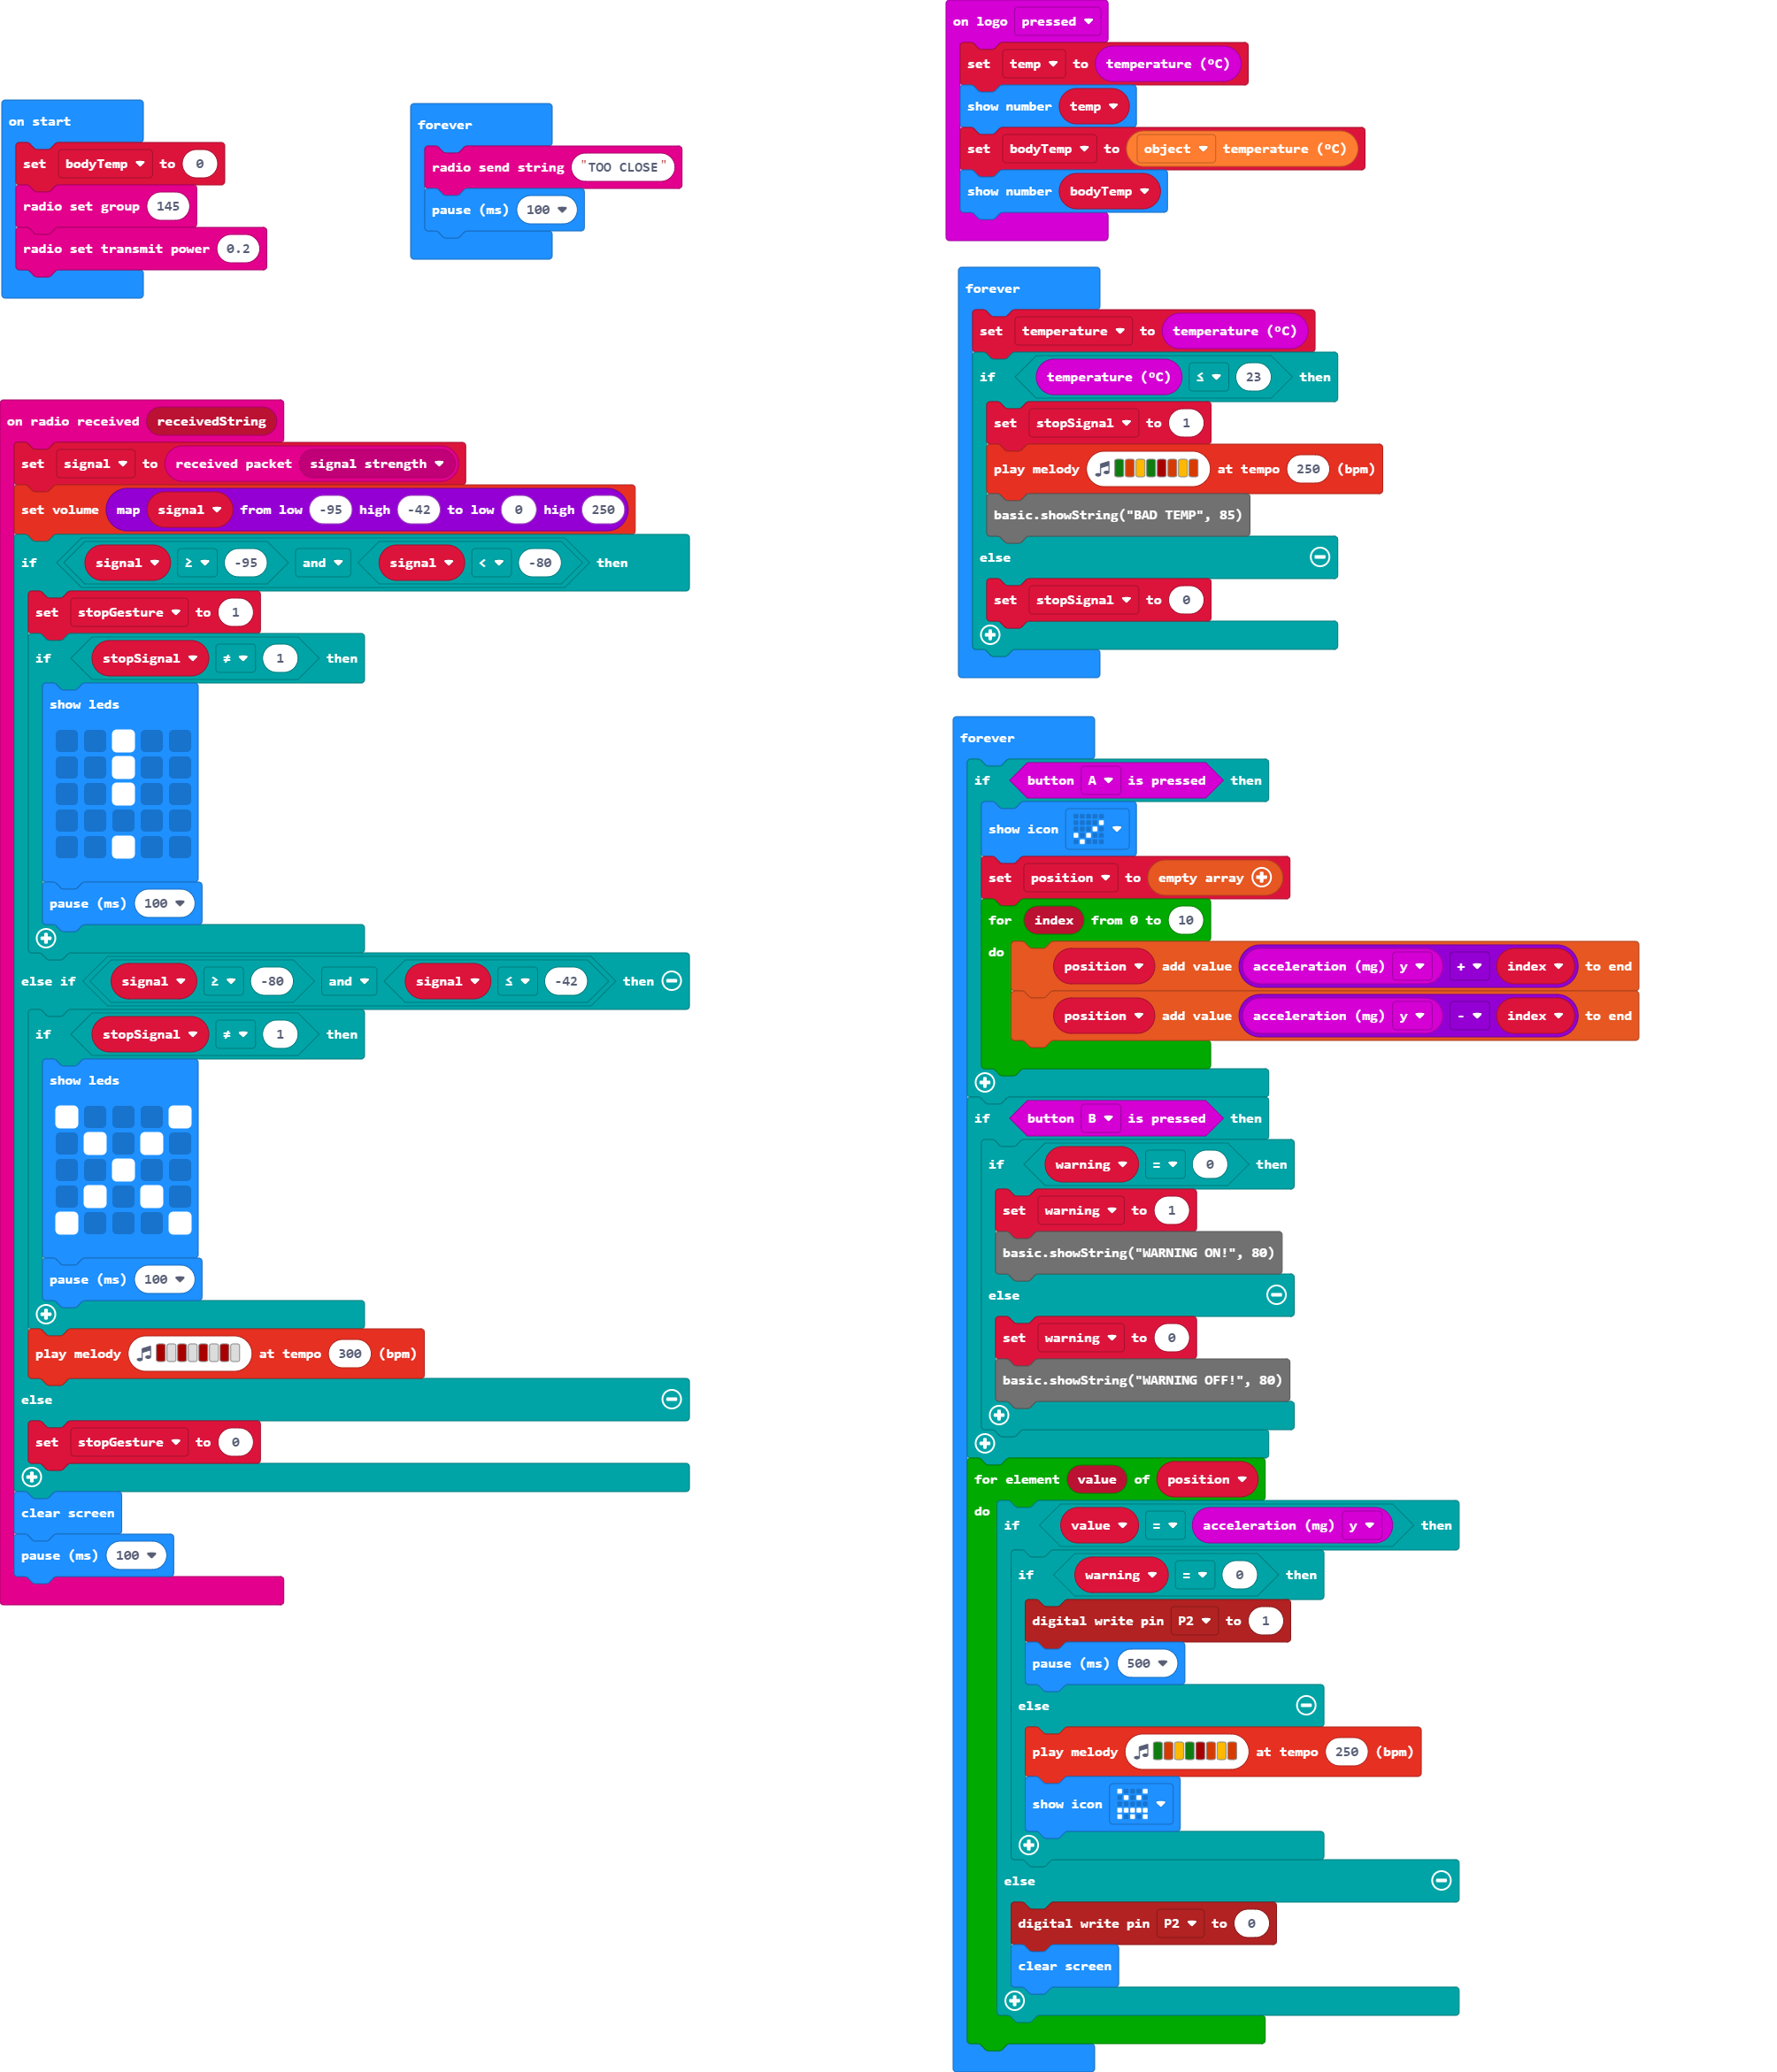 on start
set bodyTemp to 0
radio set group 145
radio set transmit power 0.2
forever
radio send string "TOO CLOSE"
pause (ms) 100
on radio received receivedString
set signal to received packet signal strength
set volume map signal from low -95 high -42 to low 0 high 250
if signal ≥ -95 and signal < -80 then
set stopGesture to 1
if stopSignal ≠ 1 then
show leds
pause (ms) 100
else if signal ≥ -80 and signal ≤ -42 then
if stopSignal ≠ 1 then
show leds
pause (ms) 100
play melody at tempo 300 (bpm)
else
set stopGesture to 0
clear screen
pause (ms) 100
on logo pressed
set temp to temperature (ºC)
show number temp
set bodyTemp to object temperature (ºC)
show number bodyTemp
forever
set temperature to temperature (ºC)
if temperature (ºC) ≤ 23 then
set stopSignal to 1
play melody at tempo 250 (bpm)
basic.showString("BAD TEMP", 85)
else
set stopSignal to 0
forever
if button A is pressed then
show icon
set position to empty array
for index from 0 to 10
do position add value acceleration (mg) y + index to end
position add value acceleration (mg) y - index to end
if button B is pressed then
if warning = 0 then
set warning to 1
basic.showString("WARNING ON!", 80)
else
set warning to 0
basic.showString("WARNING OFF!", 80)
for element value of position
do if value = acceleration (mg) y then
if warning = 0 then
digital write pin P2 to 1
pause (ms) 500
else
play melody at tempo 250 (bpm)
show icon
else
digital write pin P2 to 0
clear screen